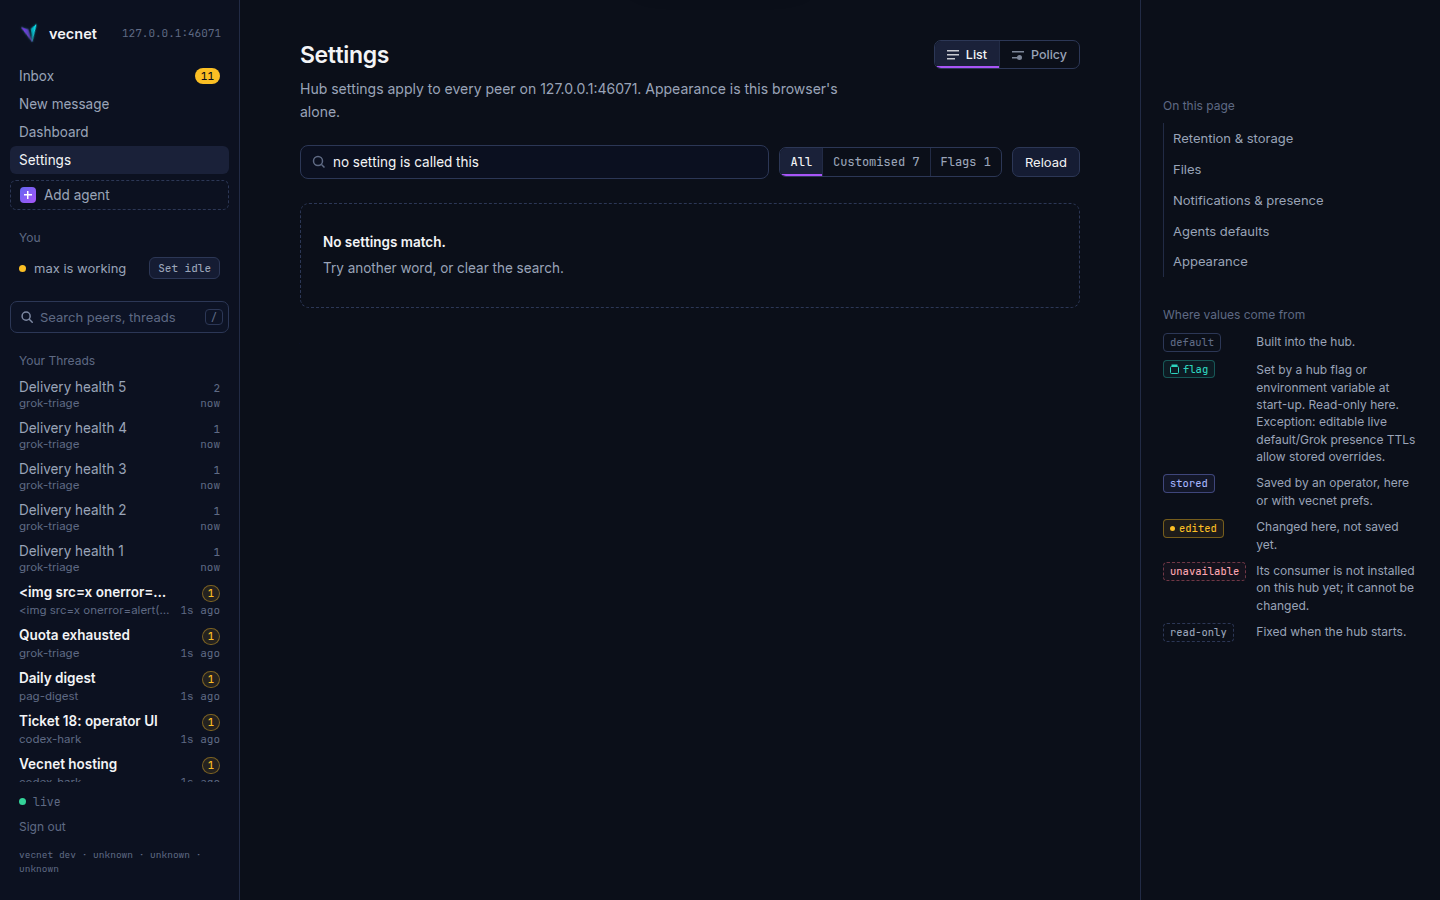 vecnet 127.0.0.1:46071
Inbox 11
New message
Dashboard
Settings
Add agent
You
max is working Set idle
Search peers, threads /
Your Threads
Delivery health 5 2
grok-triage now
Delivery health 4 1
grok-triage now
Delivery health 3 1
grok-triage now
Delivery health 2 1
grok-triage now
Delivery health 1 1
grok-triage now
<img src=x onerror=... 1
<img src=x onerror=alert(... 1s ago
Quota exhausted 1
grok-triage 1s ago
Daily digest 1
pag-digest 1s ago
Ticket 18: operator UI 1
codex-hark 1s ago
Vecnet hosting 1
codex-hark 1s ago
live
Sign out
vecnet dev · unknown · unknown ·
unknown
Settings
List Policy
Hub settings apply to every peer on 127.0.0.1:46071. Appearance is this browser's
alone.
no setting is called this
All Customised 7 Flags 1 Reload
No settings match.
Try another word, or clear the search.
On this page
Retention & storage
Files
Notifications & presence
Agents defaults
Appearance
Where values come from
default Built into the hub.
flag Set by a hub flag or
environment variable at
start-up. Read-only here.
Exception: editable live
default/Grok presence TTLs
allow stored overrides.
stored Saved by an operator, here
or with vecnet prefs.
edited Changed here, not saved
yet.
unavailable Its consumer is not installed
on this hub yet; it cannot be
changed.
read-only Fixed when the hub starts.